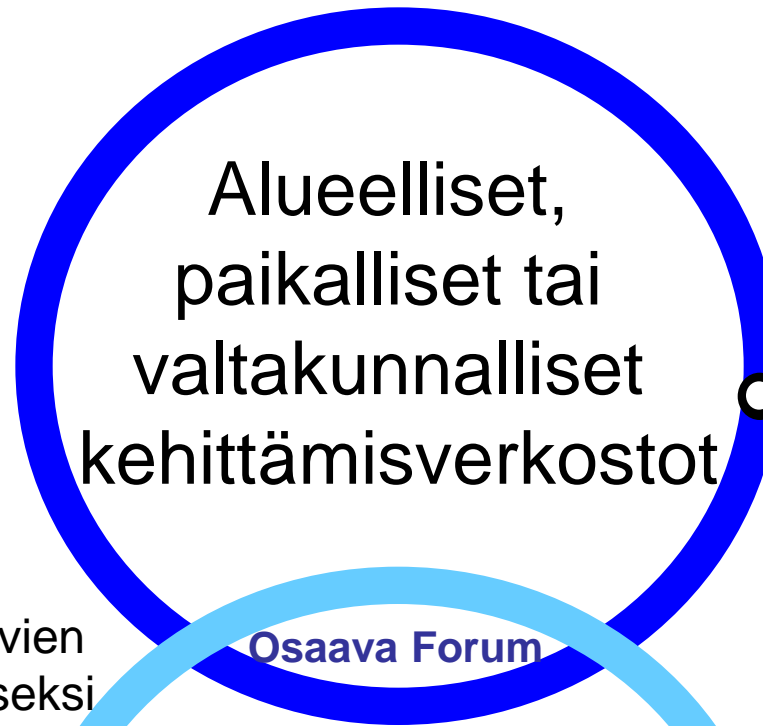 Alueelliset,
paikalliset tai
valtakunnalliset
kehittämisverkostot
Osaava Forum
vien
seksi